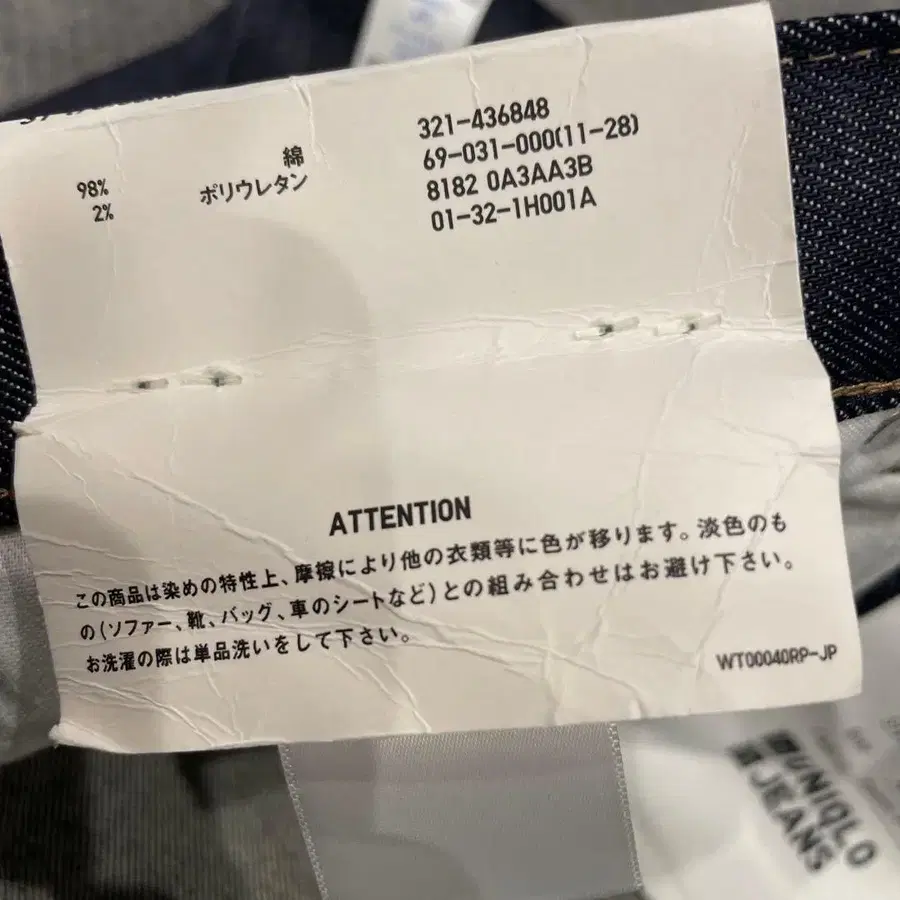 98% 綿
2% ポリウレタン
321-436848
69-031-000(11-28)
8182 0A3AA3B
01-32-1H001A
ATTENTION
この商品は染めの特性上、摩擦により他の衣類等に色が移ります。淡色のも
の(ソファー、靴、バッグ、車のシートなど)との組み合わせはお避け下さい。
お洗濯の際は単品洗いをして下さい。
WT00040RP-JP
UNIQLO
JEANS